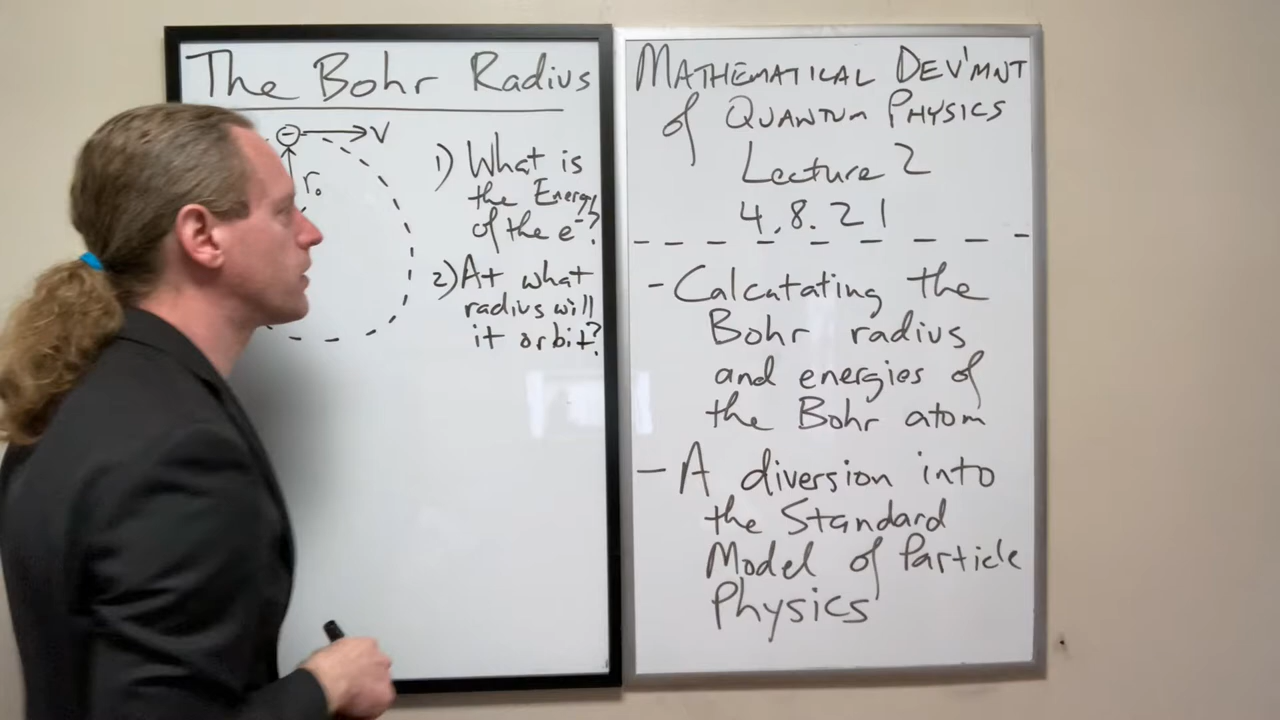 The Bohr Radius
⊖ → V
r₀
1) What is
the Energy
of the e⁻?
2) At what
radius will
it orbit?
MATHEMATICAL DEV'MNT
of QUANTUM PHYSICS
Lecture 2
4.8.21
- Calcutating the
Bohr radius
and energies of
the Bohr atom
- A diversion into
the Standard
Model of Particle
Physics